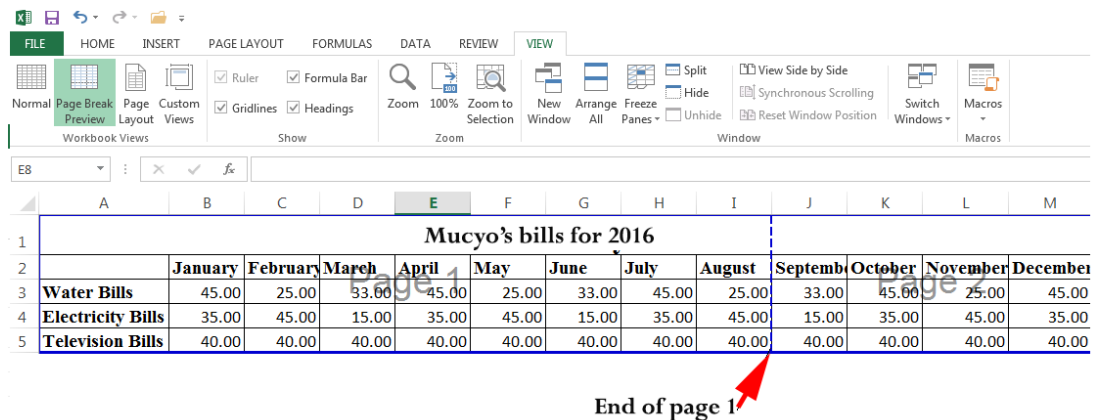 FILE HOME INSERT PAGE LAYOUT FORMULAS DATA REVIEW VIEW
Normal Page Break Preview Page Layout Custom Views
Workbook Views
Ruler Formula Bar
Gridlines Headings
Show
Zoom 100% Zoom to Selection
Zoom
New Window Arrange All Freeze Panes
Split
Hide
Unhide
View Side by Side
Synchronous Scrolling
Reset Window Position
Switch Windows
Window
Macros
Macros
E8 fx
A B C D E F G H I J K L M
1 Mucyo's bills for 2016
2 January February March April May June July August Septemb October November December
Page 1 Page 2
3 Water Bills 45.00 25.00 33.00 45.00 25.00 33.00 45.00 25.00 33.00 45.00 25.00 45.00
4 Electricity Bills 35.00 45.00 15.00 35.00 45.00 15.00 35.00 45.00 15.00 35.00 45.00 35.00
5 Television Bills 40.00 40.00 40.00 40.00 40.00 40.00 40.00 40.00 40.00 40.00 40.00 40.00
End of page 1